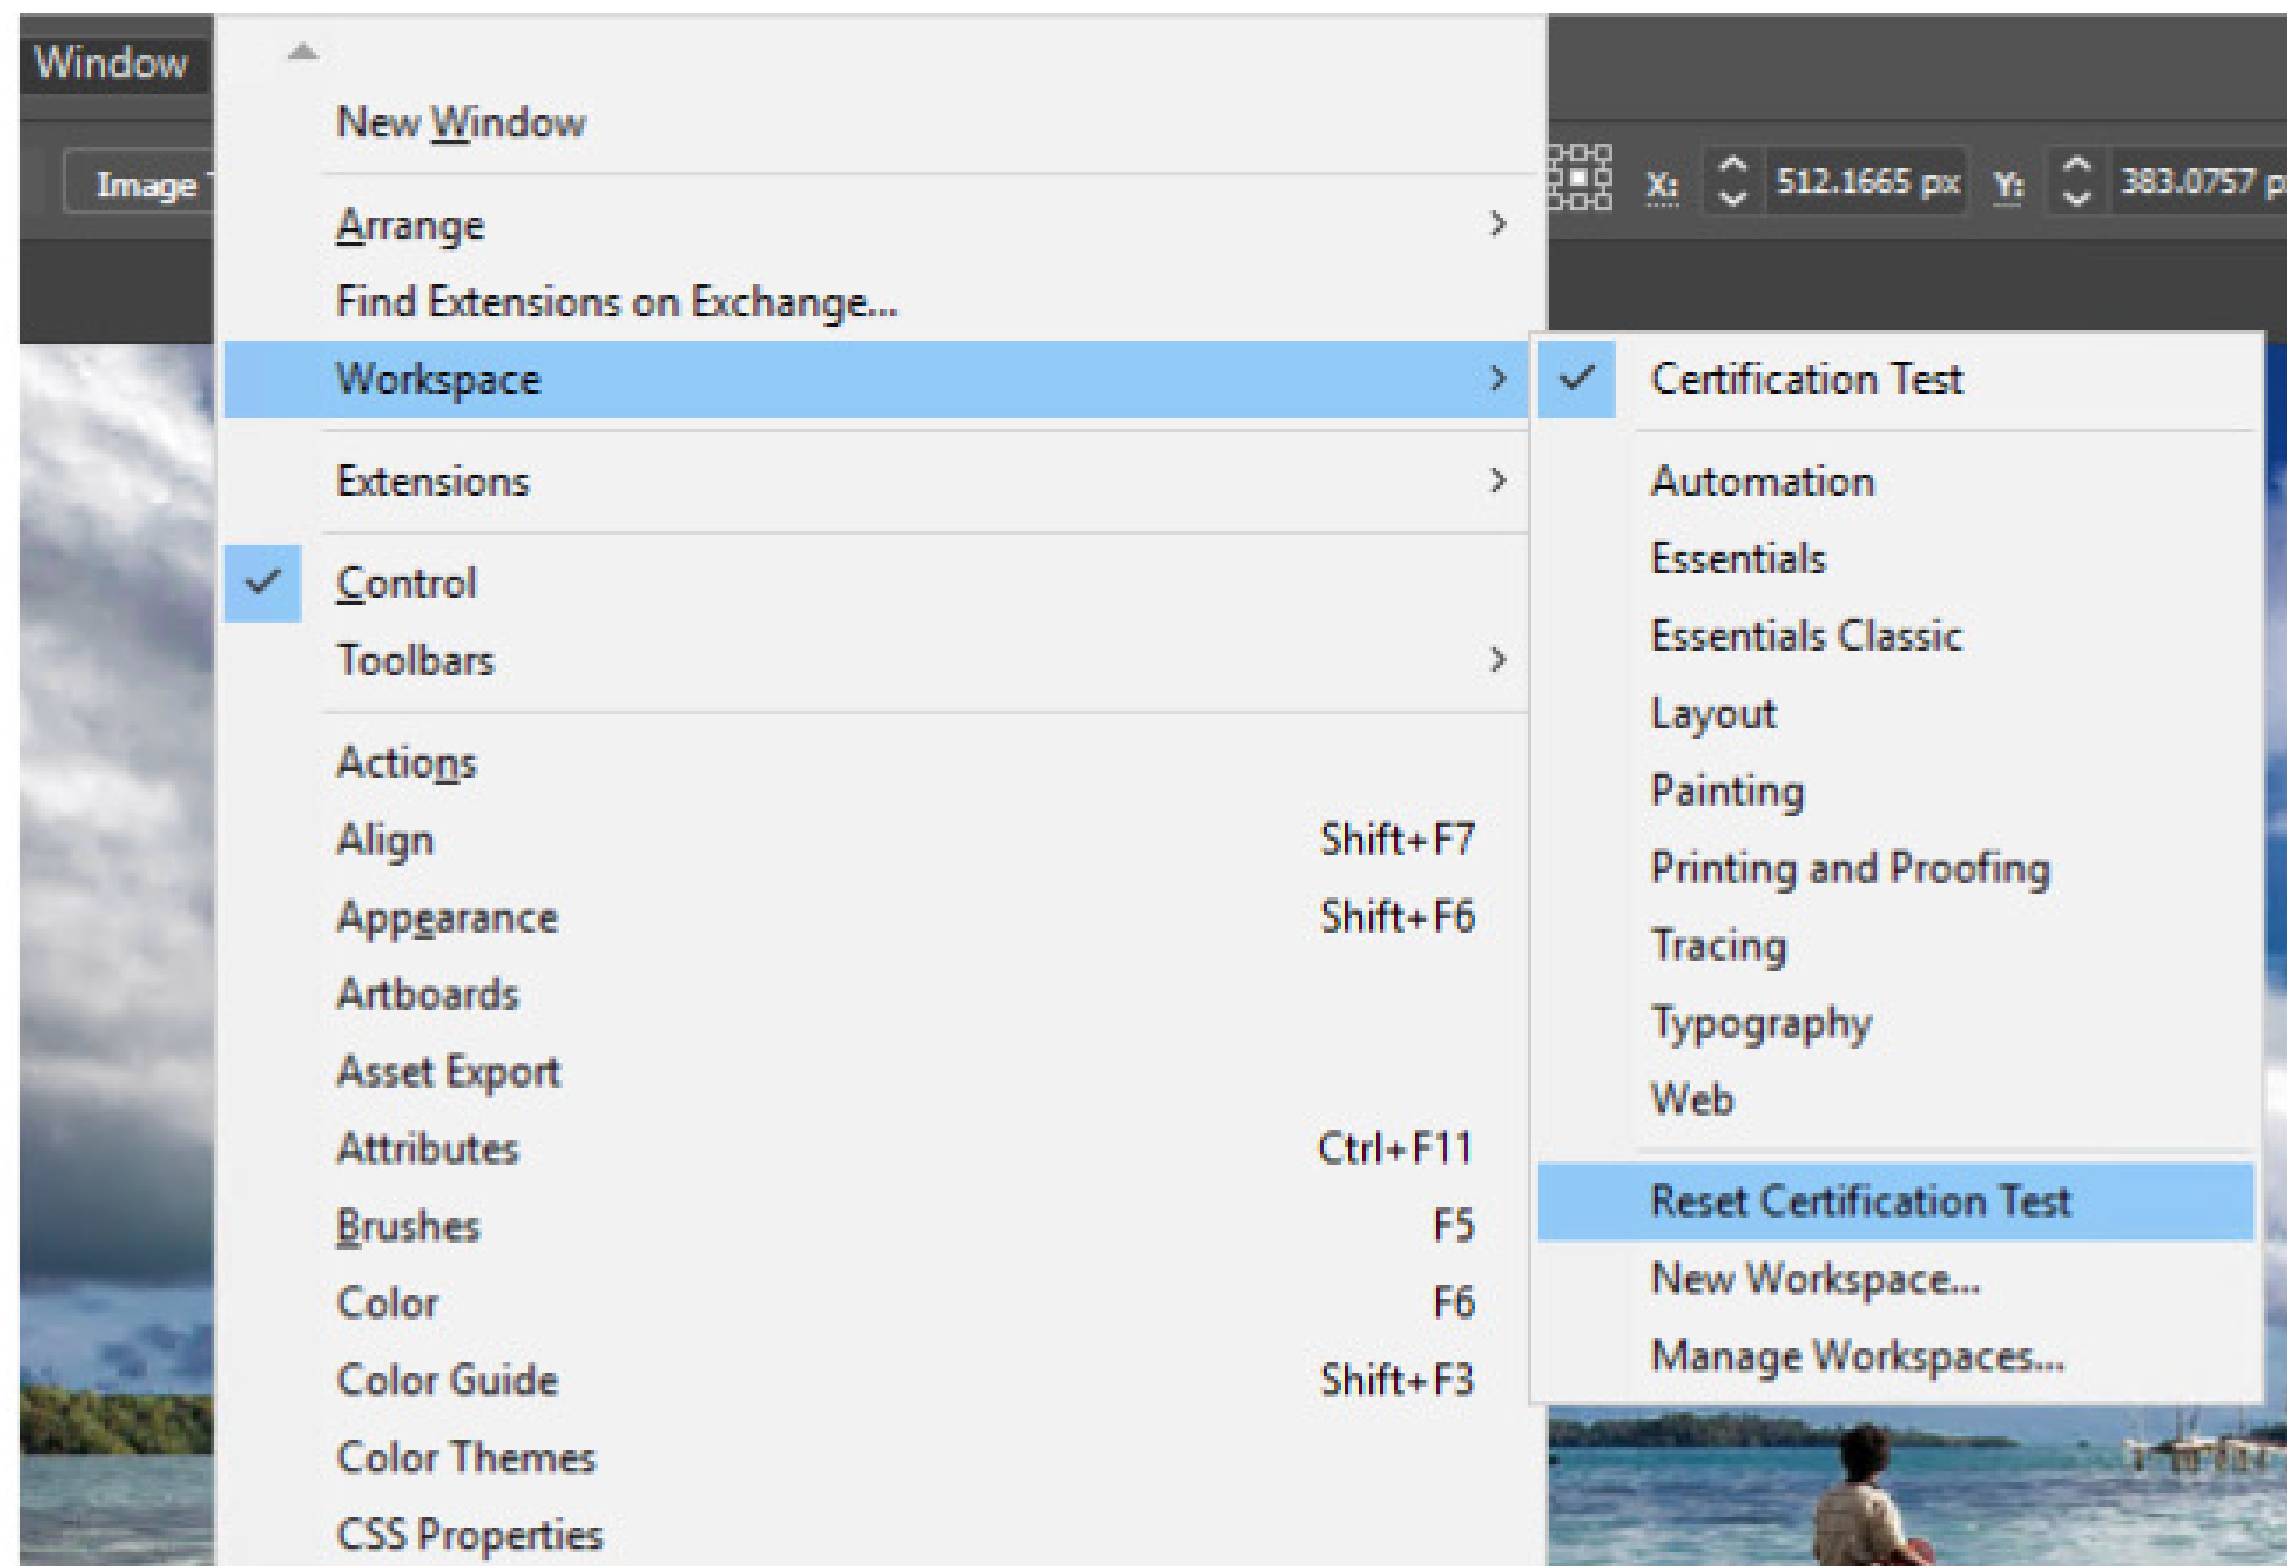 Window
New Window
Image
X: 512.1665 px Y: 383.0757 p
Arrange
Find Extensions on Exchange...
Workspace
Certification Test
Extensions
Automation
Essentials
Control
Essentials Classic
Toolbars
Layout
Actions
Painting
Align Shift+F7
Printing and Proofing
Appearance Shift+F6
Tracing
Artboards
Typography
Asset Export
Web
Attributes Ctrl+F11
Reset Certification Test
Brushes F5
New Workspace...
Color F6
Manage Workspaces...
Color Guide Shift+F3
Color Themes
CSS Properties